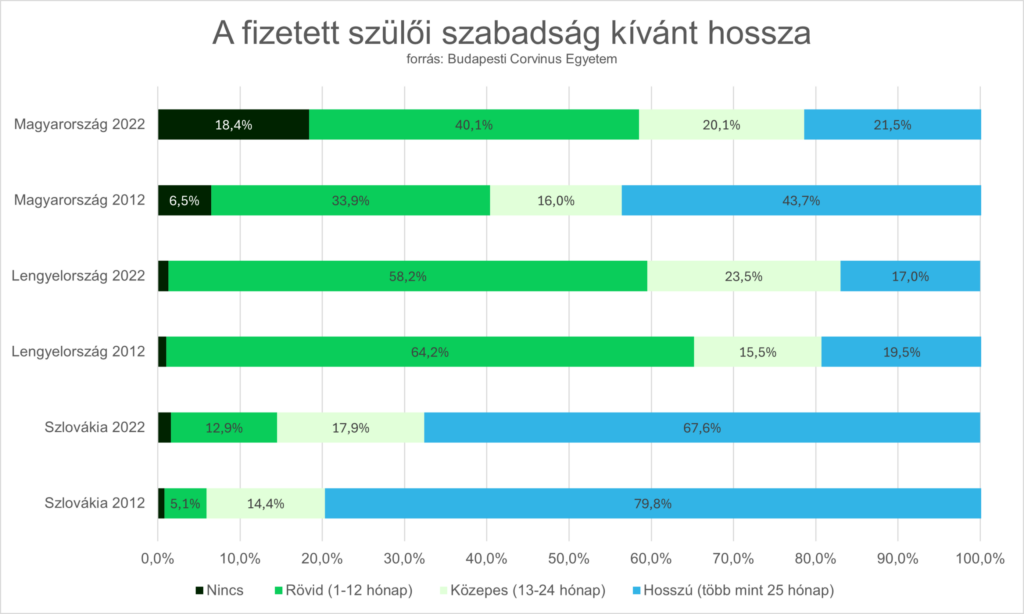 A fizetett szülői szabadság kívánt hossza
forrás: Budapesti Corvinus Egyetem
Magyarország 2022 18,4% 40,1% 20,1% 21,5%
Magyarország 2012 6,5% 33,9% 16,0% 43,7%
Lengyelország 2022 58,2% 23,5% 17,0%
Lengyelország 2012 64,2% 15,5% 19,5%
Szlovákia 2022 12,9% 17,9% 67,6%
Szlovákia 2012 5,1% 14,4% 79,8%
0,0% 10,0% 20,0% 30,0% 40,0% 50,0% 60,0% 70,0% 80,0% 90,0% 100,0%
Nincs Rövid (1-12 hónap) Közepes (13-24 hónap) Hosszú (több mint 25 hónap)